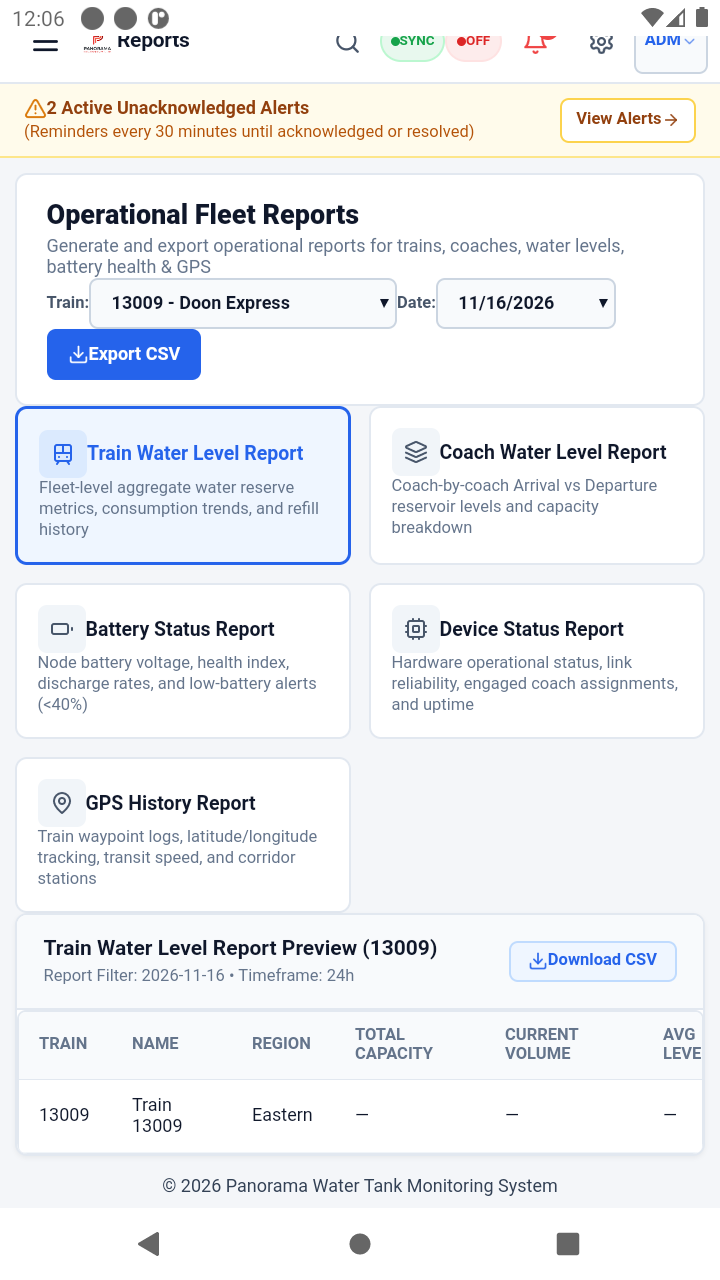 12:06
PANORAMA
Reports
SYNC
OFF
ADM
2 Active Unacknowledged Alerts
(Reminders every 30 minutes until acknowledged or resolved)
View Alerts
Operational Fleet Reports
Generate and export operational reports for trains, coaches, water levels,
battery health & GPS
Train:
13009 - Doon Express
Date:
11/16/2026
Export CSV
Train Water Level Report
Fleet-level aggregate water reserve
metrics, consumption trends, and refill
history
Coach Water Level Report
Coach-by-coach Arrival vs Departure
reservoir levels and capacity
breakdown
Battery Status Report
Node battery voltage, health index,
discharge rates, and low-battery alerts
(<40%)
Device Status Report
Hardware operational status, link
reliability, engaged coach assignments,
and uptime
GPS History Report
Train waypoint logs, latitude/longitude
tracking, transit speed, and corridor
stations
Train Water Level Report Preview (13009)
Report Filter: 2026-11-16 • Timeframe: 24h
Download CSV
TRAIN
NAME
REGION
TOTAL
CAPACITY
CURRENT
VOLUME
AVG
LEVE
13009
Train
13009
Eastern
—
—
—
© 2026 Panorama Water Tank Monitoring System